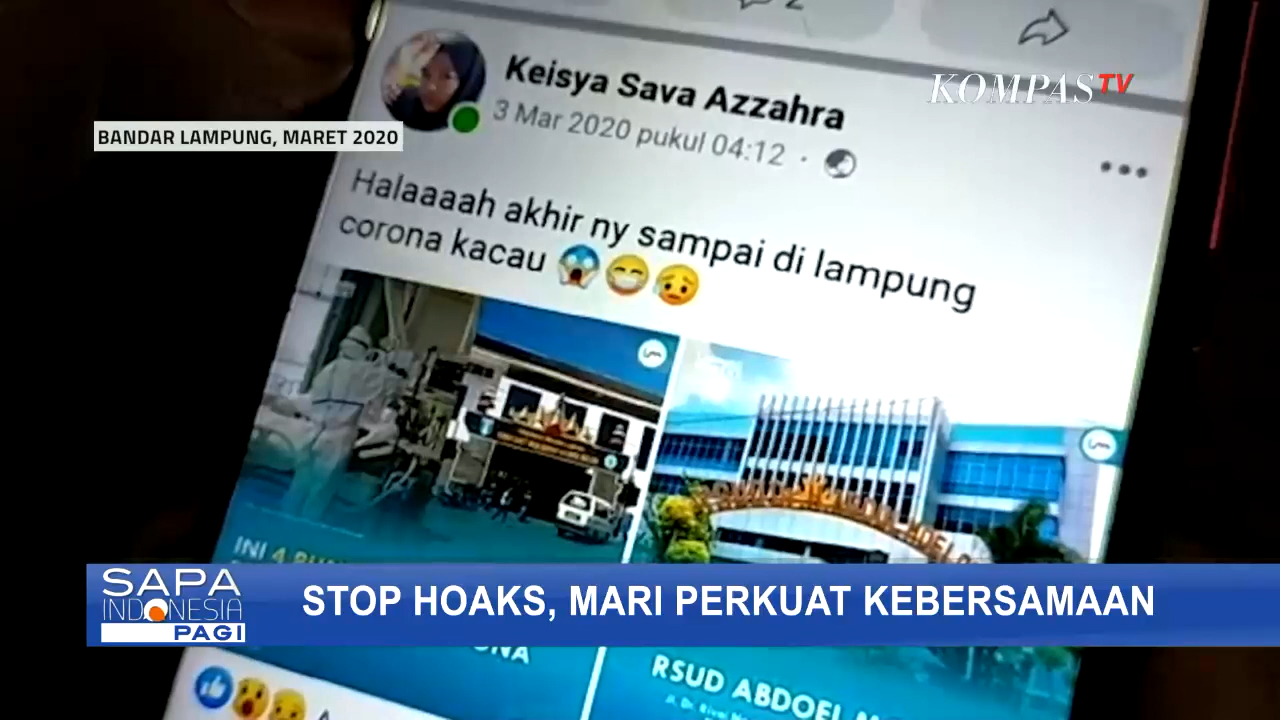 2
KOMPAS TV
Keisya Sava Azzahra
3 Mar 2020 pukul 04:12 ·
BANDAR LAMPUNG, MARET 2020
Halaaaah akhir ny sampai di lampung
corona kacau 😱😷😥
INI 4
RSUD ABDOEL
SAPA
INDONESIA
PAGI
STOP HOAKS, MARI PERKUAT KEBERSAMAAN